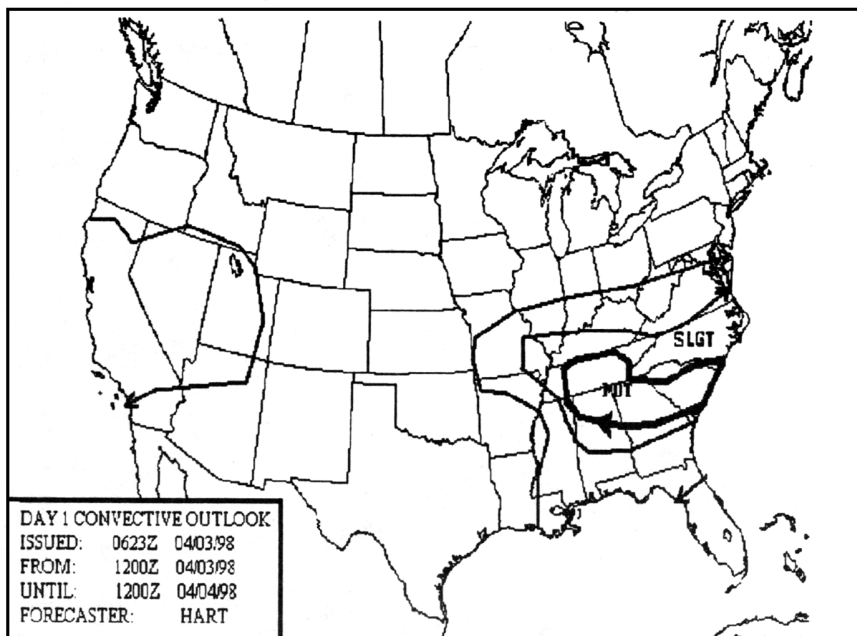 SLGT
MDT
DAY 1 CONVECTIVE OUTLOOK
ISSUED: 0623Z 04/03/98
FROM: 1200Z 04/03/98
UNTIL: 1200Z 04/04/98
FORECASTER: HART